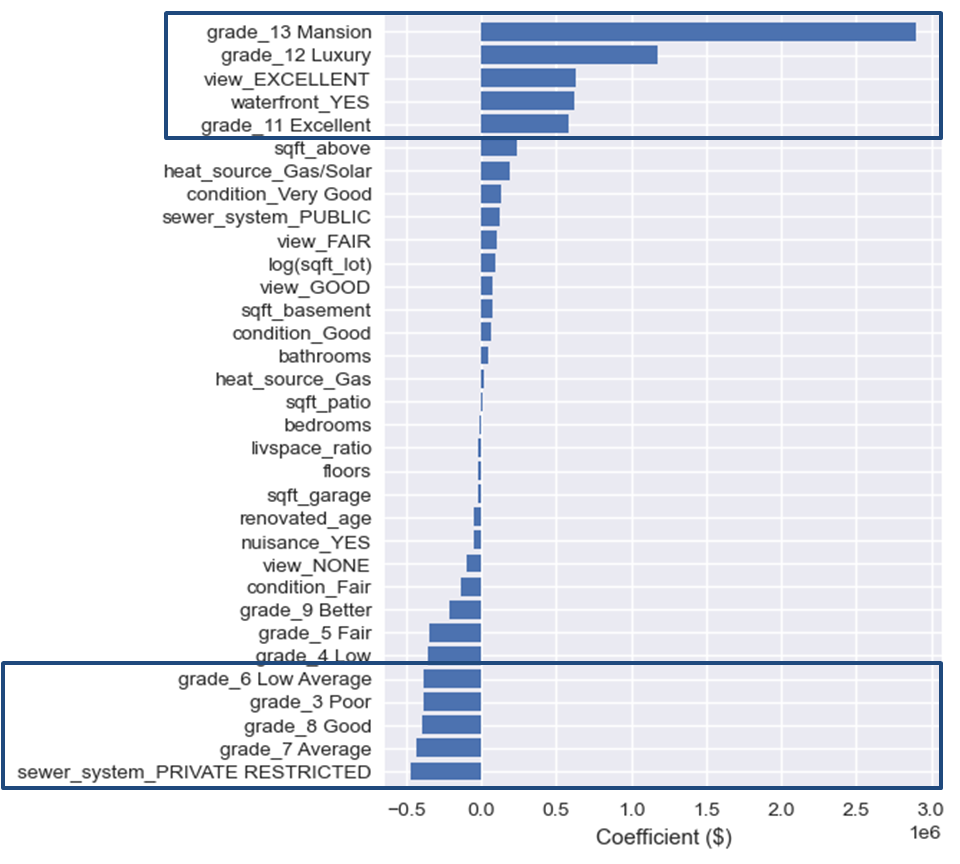 grade_13 Mansion
grade_12 Luxury
view_EXCELLENT
waterfront_YES
grade_11 Excellent
sqft_above
heat_source_Gas/Solar
condition_Very Good
sewer_system_PUBLIC
view_FAIR
log(sqft_lot)
view_GOOD
sqft_basement
condition_Good
bathrooms
heat_source_Gas
sqft_patio
bedrooms
livspace_ratio
floors
sqft_garage
renovated_age
nuisance_YES
view_NONE
condition_Fair
grade_9 Better
grade_5 Fair
grade_4 Low
grade_6 Low Average
grade_3 Poor
grade_8 Good
grade_7 Average
sewer_system_PRIVATE RESTRICTED
−0.5 0.0 0.5 1.0 1.5 2.0 2.5 3.0
1e6
Coefficient ($)